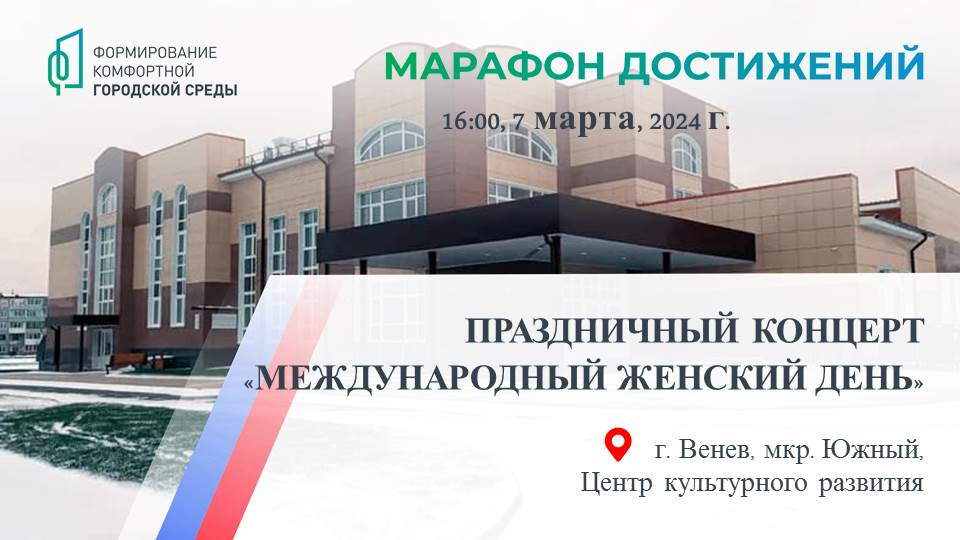 ФОРМИРОВАНИЕ
КОМФОРТНОЙ
ГОРОДСКОЙ СРЕДЫ
МАРАФОН ДОСТИЖЕНИЙ
16:00, 7 марта, 2024 г.
ПРАЗДНИЧНЫЙ КОНЦЕРТ
«МЕЖДУНАРОДНЫЙ ЖЕНСКИЙ ДЕНЬ»
г. Венев, мкр. Южный,
Центр культурного развития